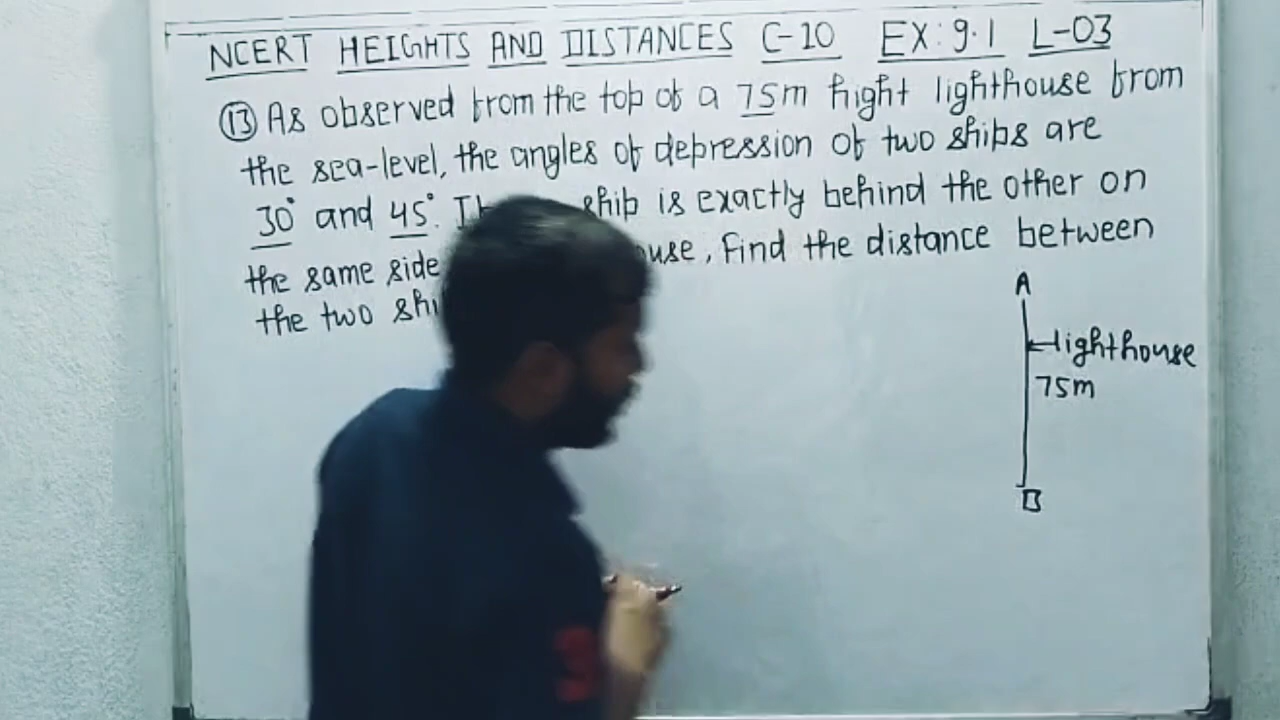 NCERT HEIGHTS AND DISTANCES C-10 EX: 9.1 L-03
(13) As observed from the top of a 75m hight lighthouse from
the sea-level, the angles of depression of two ships are
30° and 45°. ship is exactly behind the other on
the same side , find the distance between
the two
A
lighthouse
75m
B
3